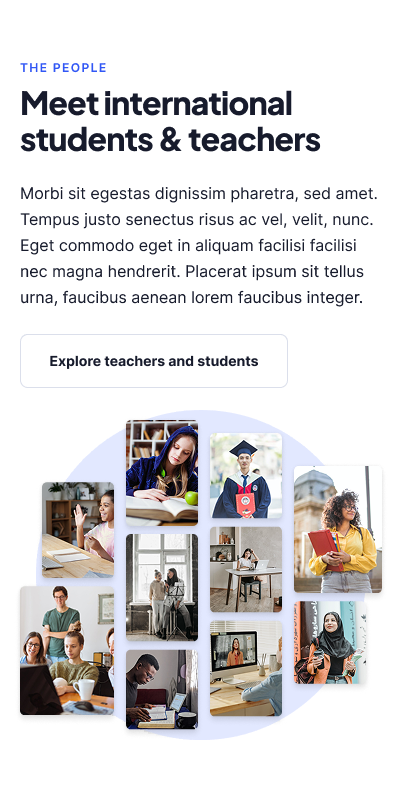 THE PEOPLE
Meet international
students & teachers
Morbi sit egestas dignissim pharetra, sed amet.
Tempus justo senectus risus ac vel, velit, nunc.
Eget commodo eget in aliquam facilisi facilisi
nec magna hendrerit. Placerat ipsum sit tellus
urna, faucibus aenean lorem faucibus integer.
Explore teachers and students